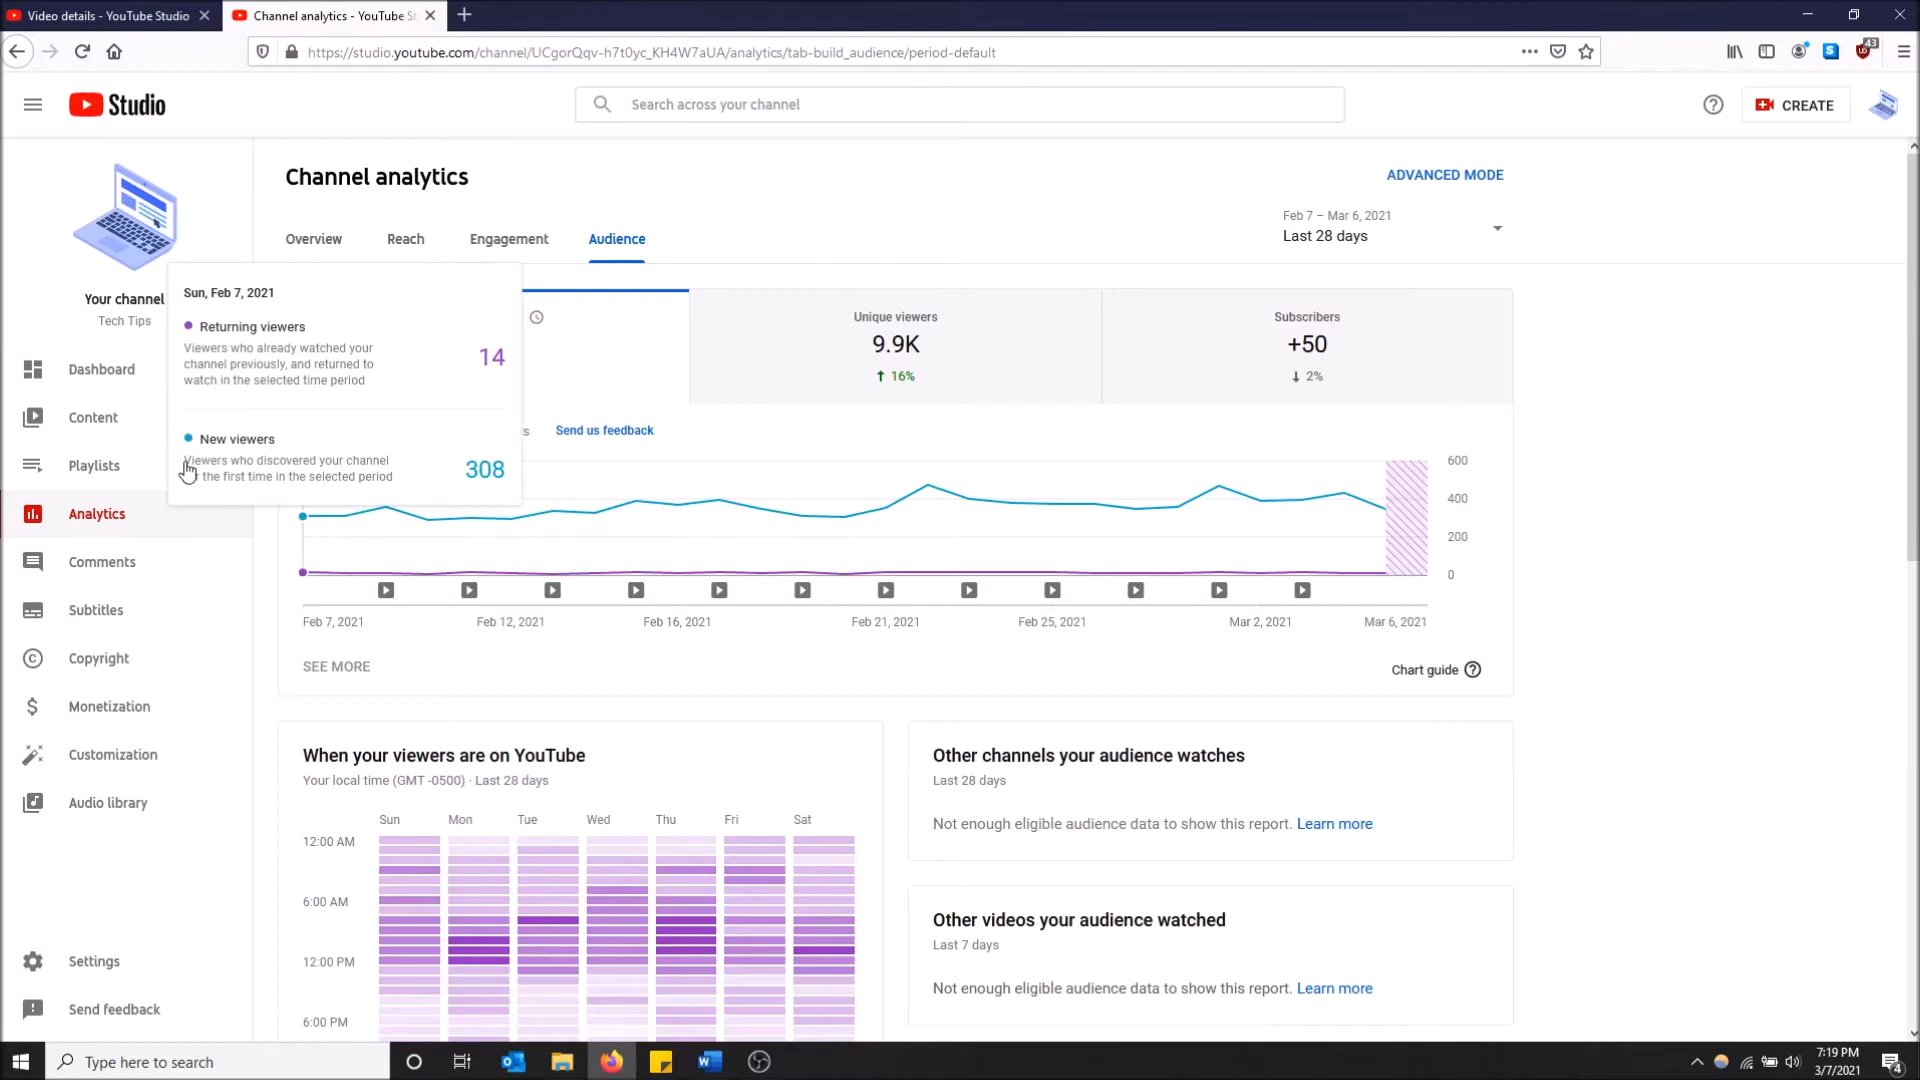 Video details - YouTube Studio
Channel analytics - YouTube St
https://studio.youtube.com/channel/UCgorQqv-h7t0yc_KH4W7aUA/analytics/tab-build_audience/period-default
43
Studio
Search across your channel
CREATE
Channel analytics
ADVANCED MODE
Feb 7 – Mar 6, 2021
Last 28 days
Overview
Reach
Engagement
Audience
Your channel
Tech Tips
Dashboard
Content
Playlists
Analytics
Comments
Subtitles
Copyright
Monetization
Customization
Audio library
Settings
Send feedback
Sun, Feb 7, 2021
Returning viewers
Viewers who already watched your
channel previously, and returned to
watch in the selected time period
14
New viewers
Viewers who discovered your channel
the first time in the selected period
308
Unique viewers
9.9K
16%
Subscribers
+50
2%
s
Send us feedback
600
400
200
0
Feb 7, 2021
Feb 12, 2021
Feb 16, 2021
Feb 21, 2021
Feb 25, 2021
Mar 2, 2021
Mar 6, 2021
SEE MORE
Chart guide
When your viewers are on YouTube
Your local time (GMT -0500) · Last 28 days
Sun Mon Tue Wed Thu Fri Sat
12:00 AM
6:00 AM
12:00 PM
6:00 PM
Other channels your audience watches
Last 28 days
Not enough eligible audience data to show this report. Learn more
Other videos your audience watched
Last 7 days
Not enough eligible audience data to show this report. Learn more
Type here to search
7:19 PM
3/7/2021
4